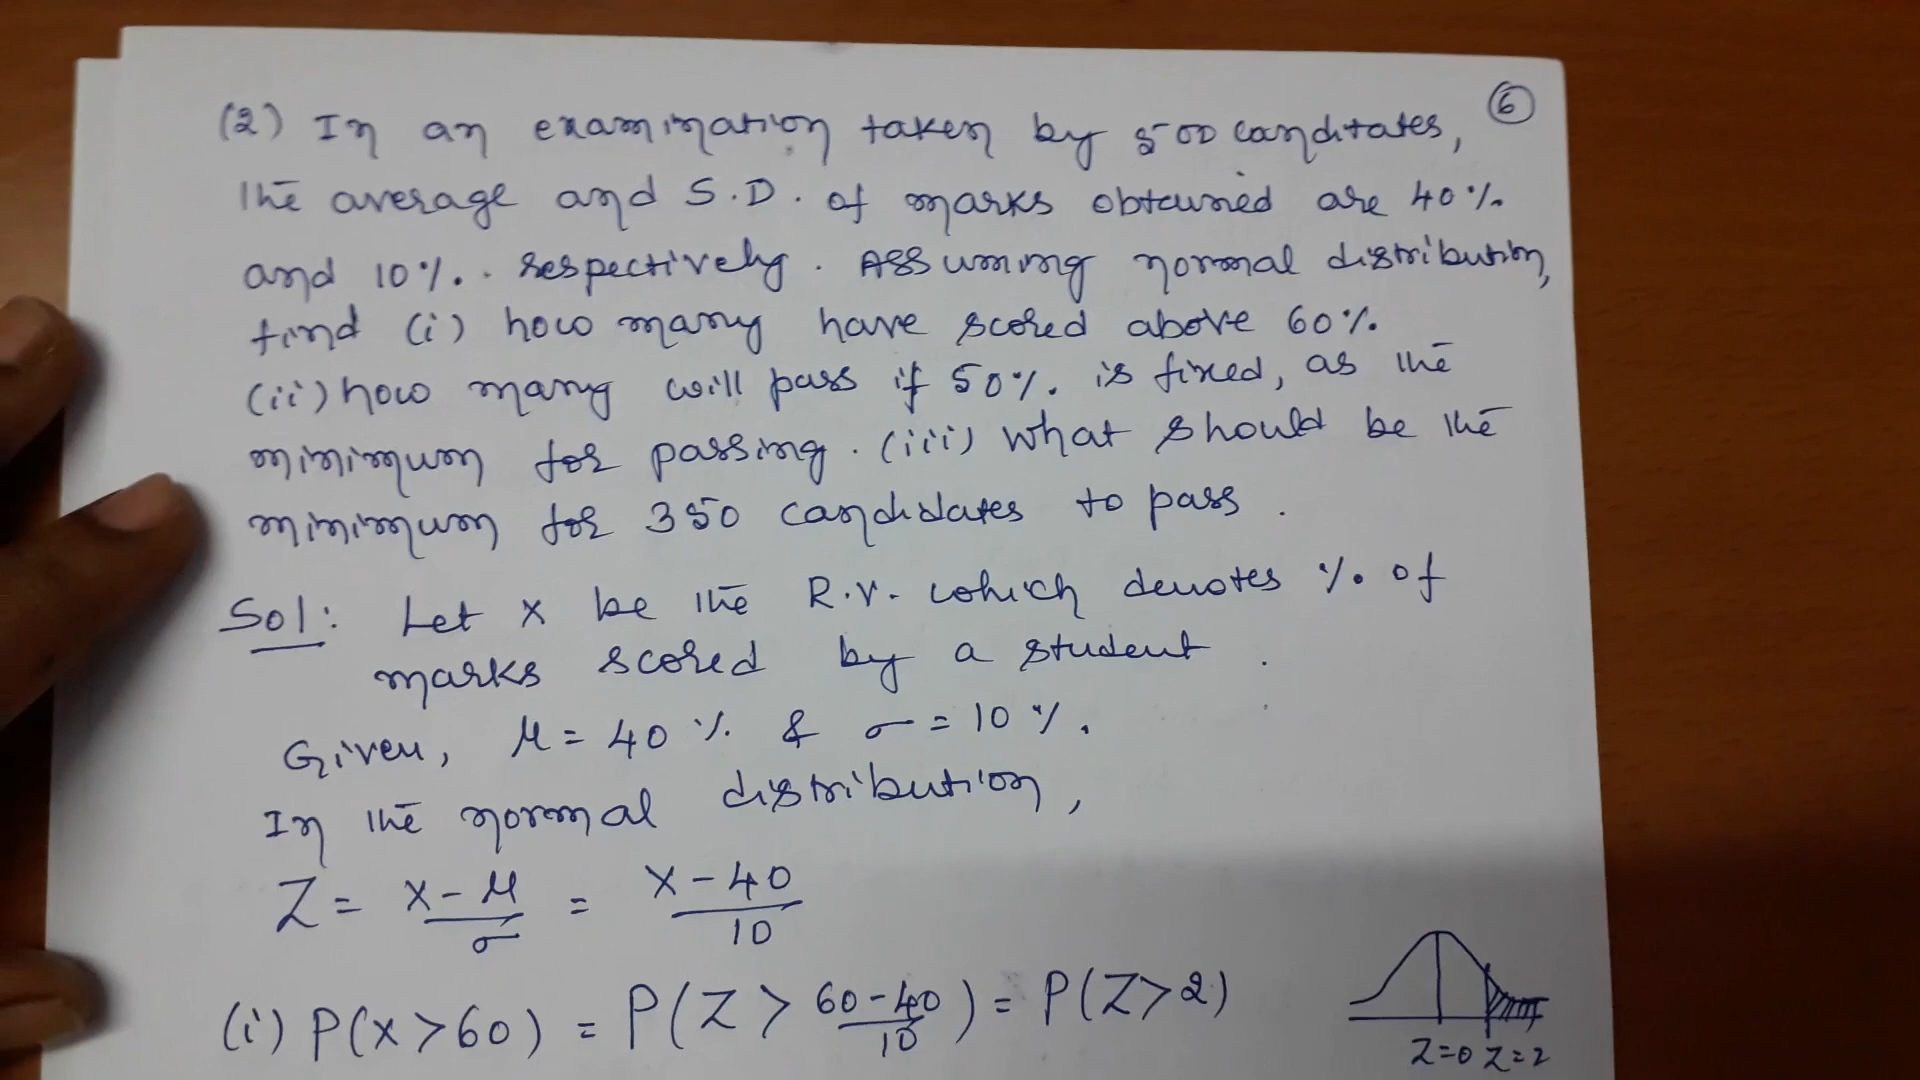 6
(2) In an examination taken by 500 canditates,
the average and S.D. of marks obtained are 40%
and 10%. respectively. Assuming normal distribution,
find (i) how many have scored above 60%.
(ii) how many will pass if 50%. is fixed, as the
minimum for passing. (iii) what should be the
minimum for 350 candidates to pass.
Sol: Let x be the R.V. which denotes % of
marks scored by a student.
Given, μ = 40% & σ = 10%.
In the normal distribution,
Z = (X - μ)/σ = (X - 40)/10
(i) P(X > 60) = P(Z > (60 - 40)/10) = P(Z > 2)
Z=0 Z=2